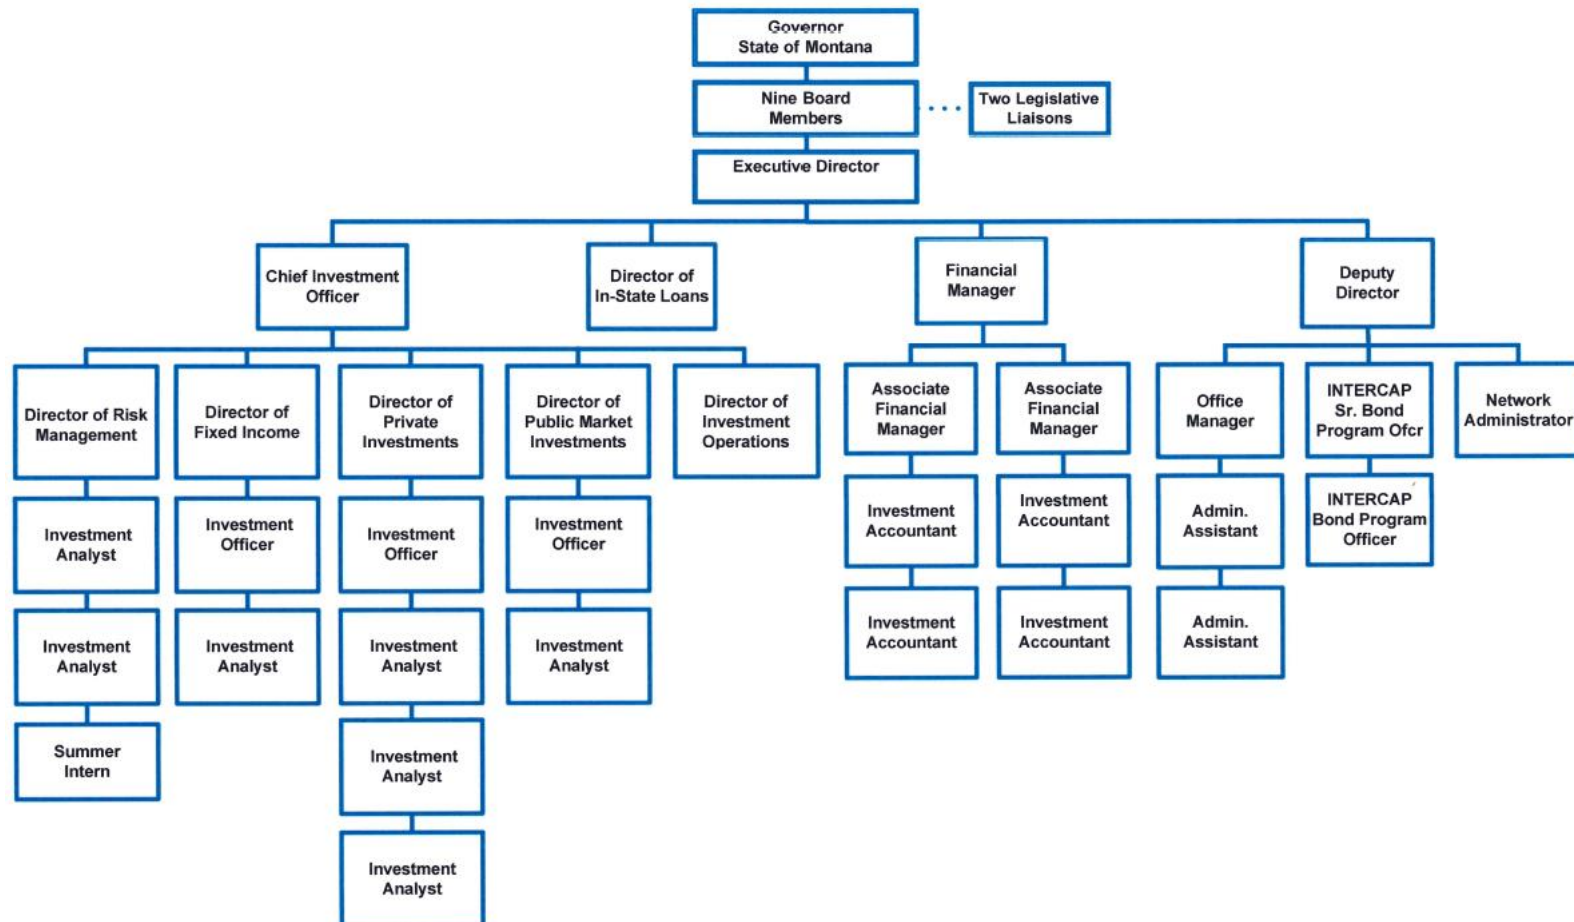 Governor
State of Montana
Nine Board
Members
Two Legislative
Liaisons
Executive Director
Chief Investment
Officer
Director of
In-State Loans
Financial
Manager
Deputy
Director
Director of Risk
Management
Director of
Fixed Income
Director of
Private
Investments
Director of
Public Market
Investments
Director of
Investment
Operations
Associate
Financial
Manager
Associate
Financial
Manager
Office
Manager
INTERCAP
Sr. Bond
Program Ofcr
Network
Administrator
Investment
Analyst
Investment
Officer
Investment
Officer
Investment
Officer
Investment
Accountant
Investment
Accountant
Admin.
Assistant
INTERCAP
Bond Program
Officer
Investment
Analyst
Investment
Analyst
Investment
Analyst
Investment
Analyst
Investment
Accountant
Investment
Accountant
Admin.
Assistant
Summer
Intern
Investment
Analyst
Investment
Analyst